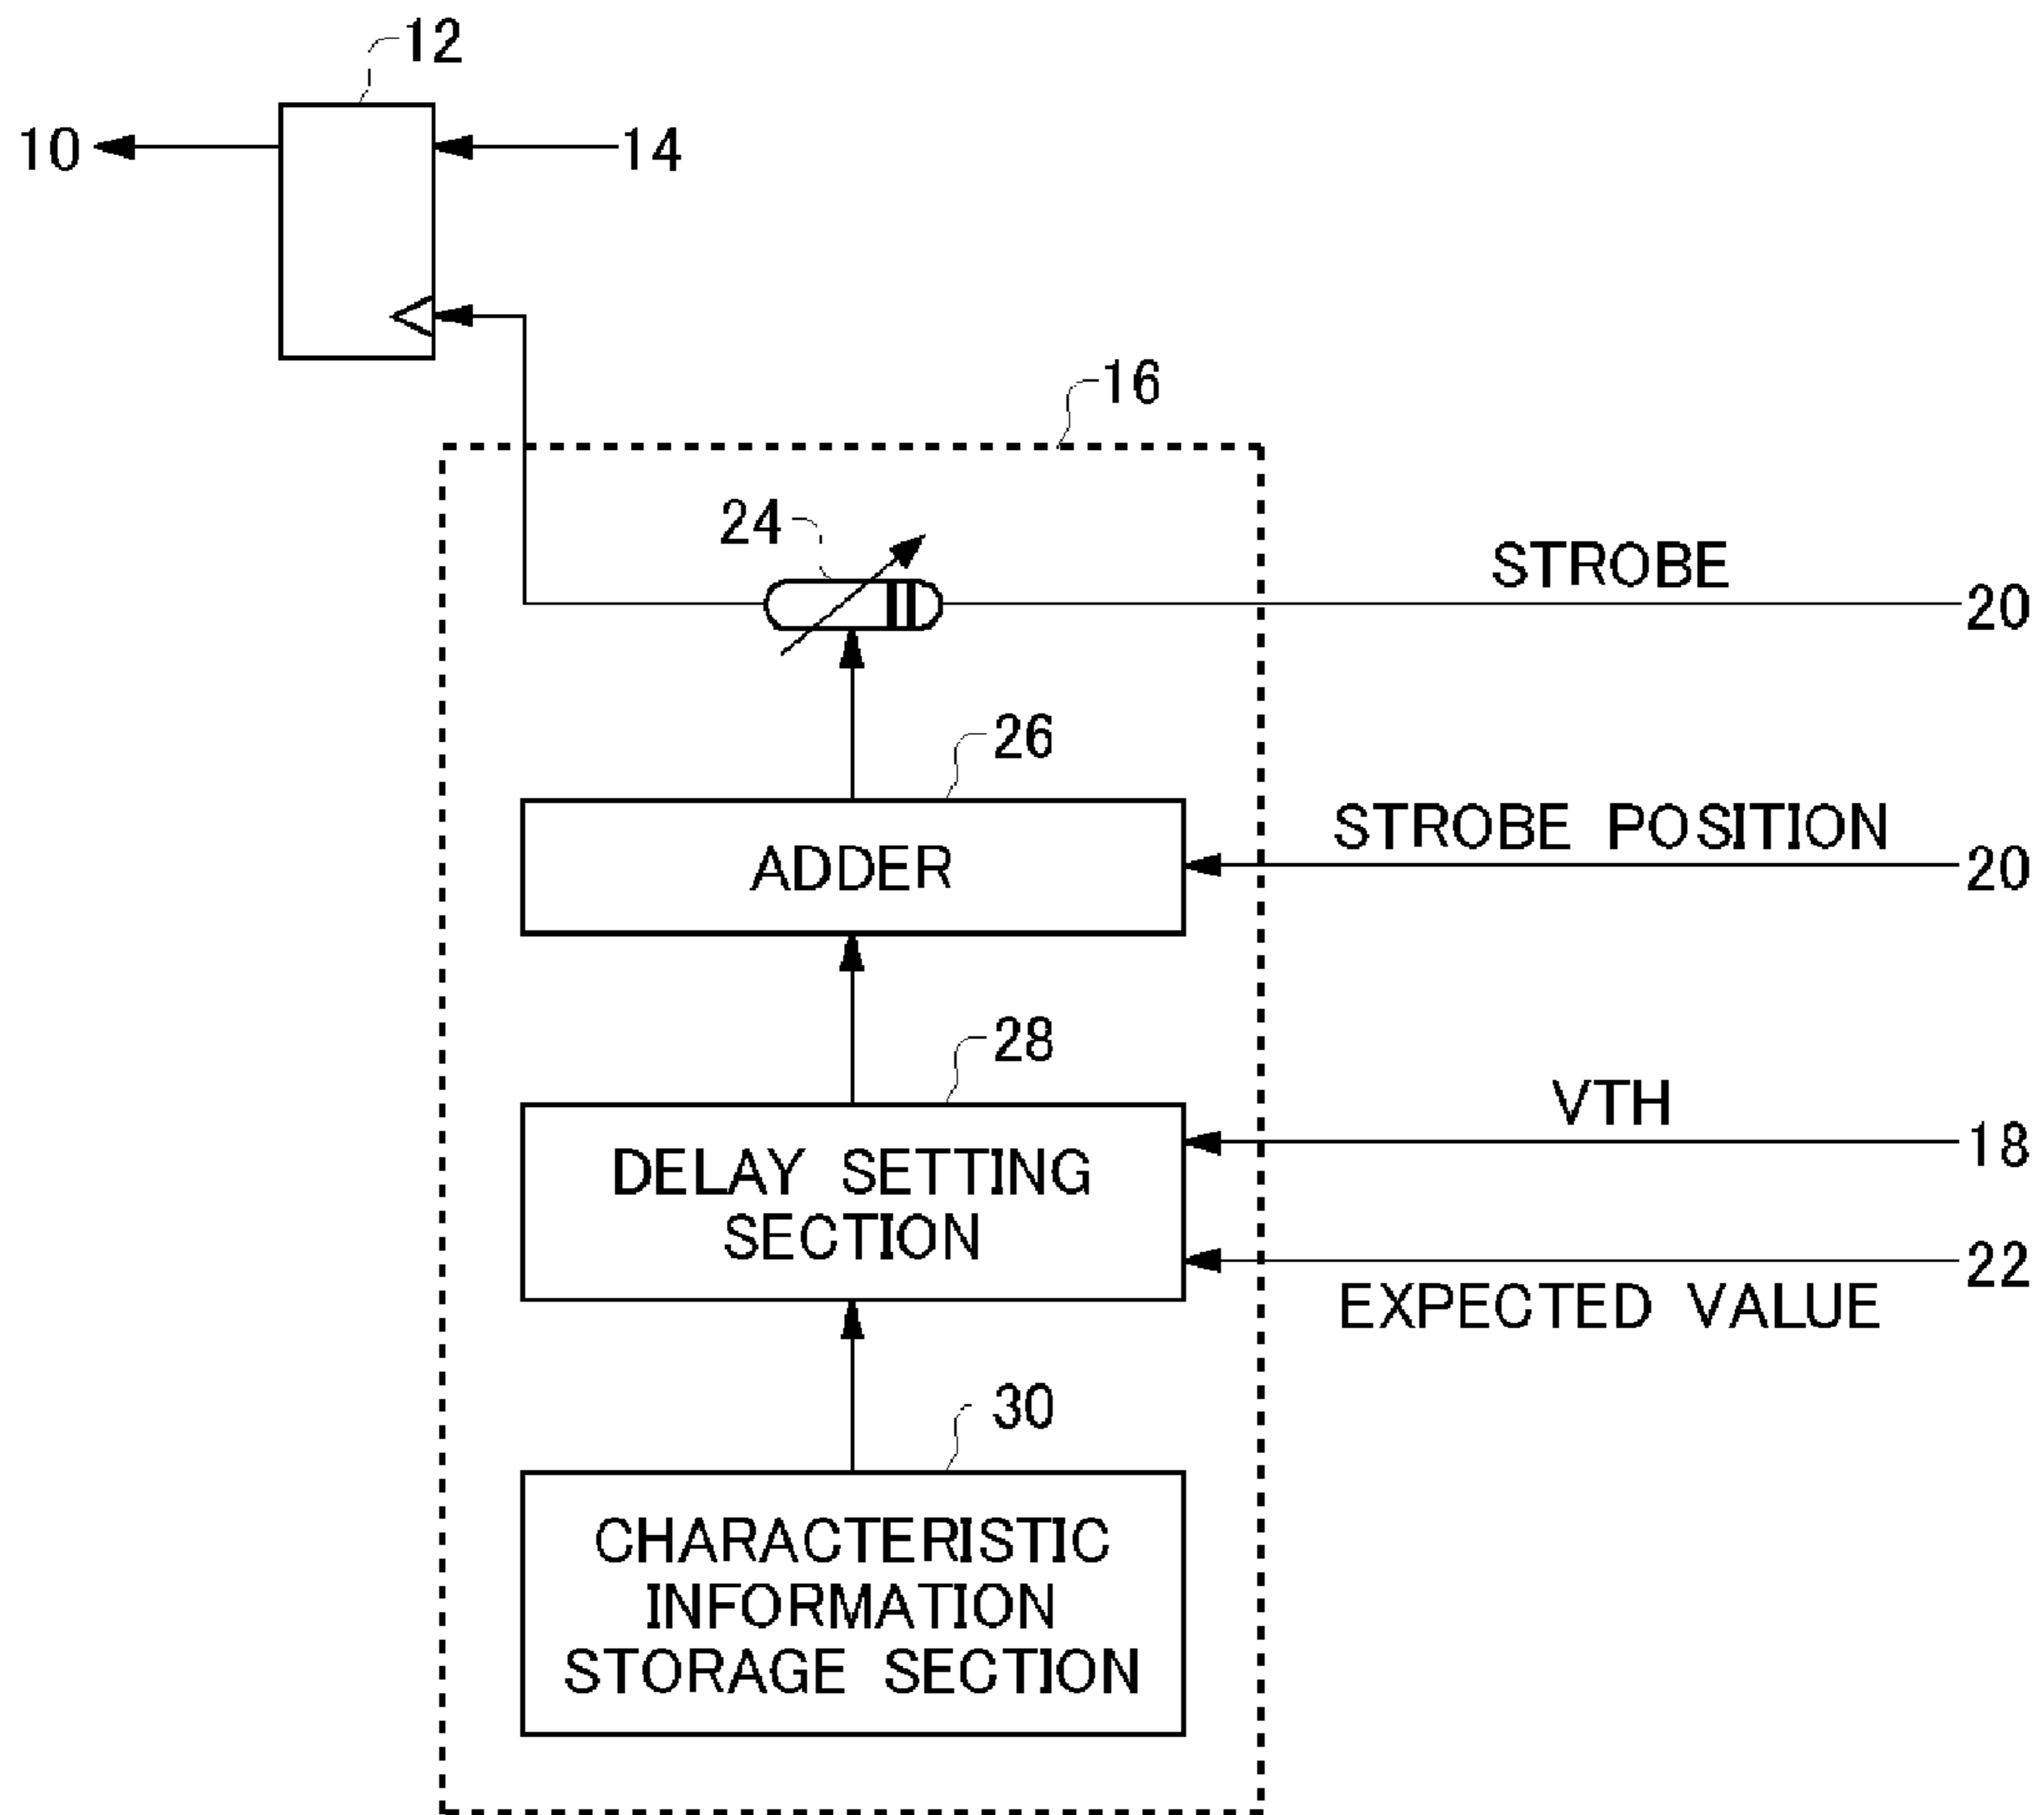 12
10
14
16
24
STROBE
20
26
ADDER
STROBE POSITION
20
28
DELAY SETTING
SECTION
VTH
18
22
EXPECTED VALUE
30
CHARACTERISTIC
INFORMATION
STORAGE SECTION